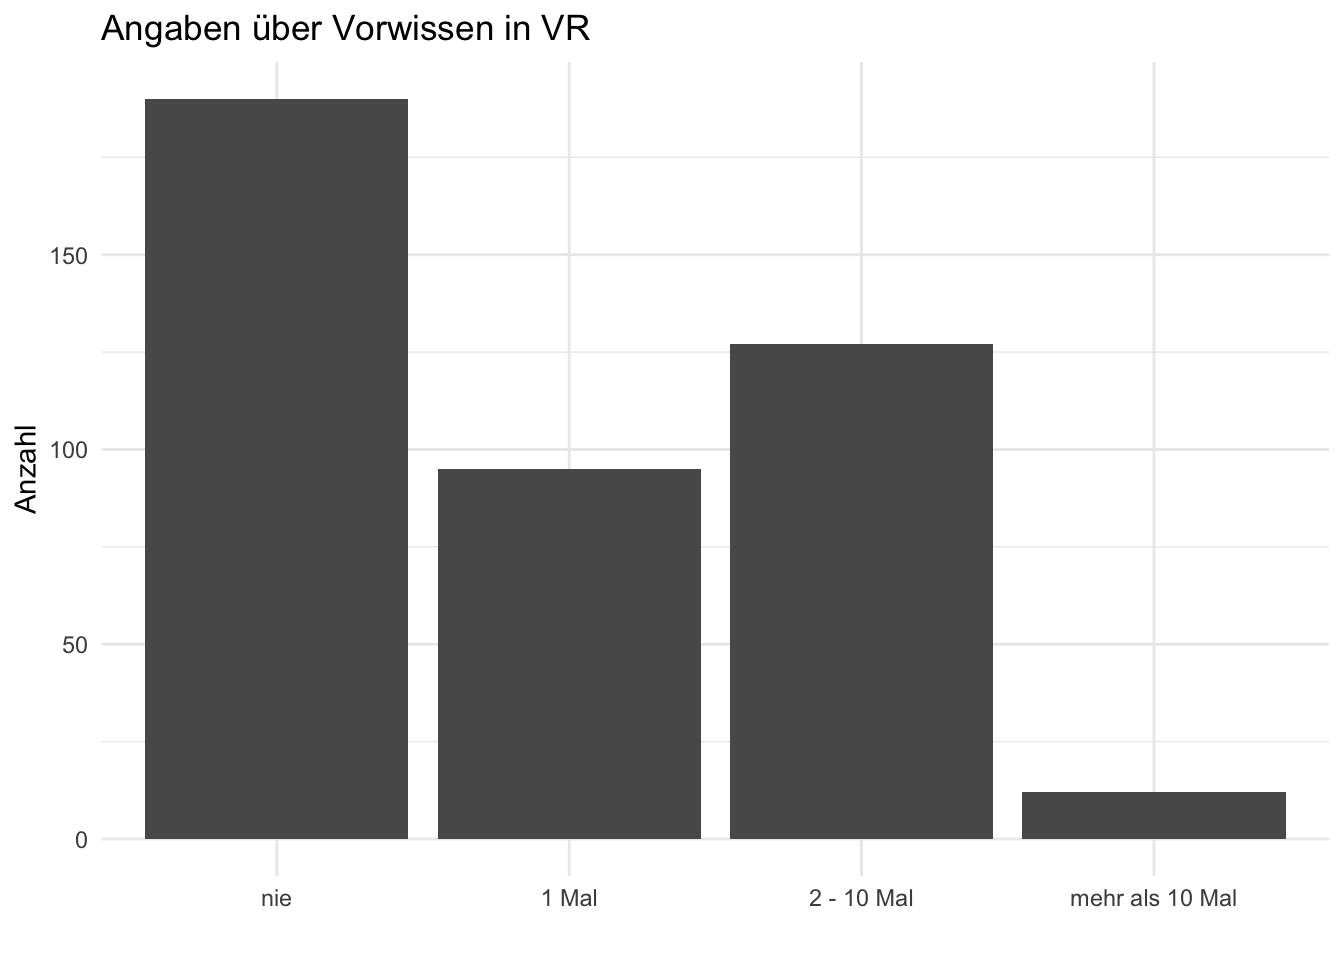 Angaben über Vorwissen in VR
Anzahl
150
100
50
0
nie
1 Mal
2 - 10 Mal
mehr als 10 Mal